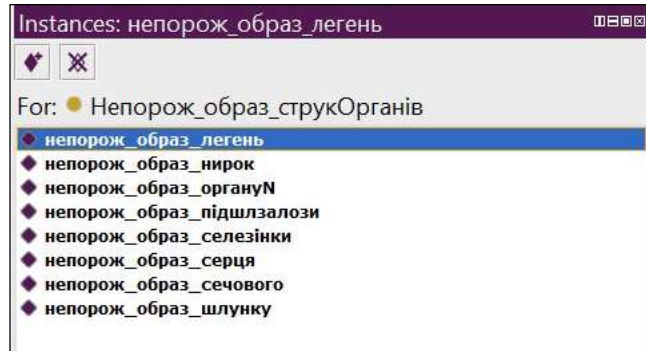 Instances: непорож_образ_легень
For: Непорож_образ_струкОрганів
непорож_образ_легень
непорож_образ_нирок
непорож_образ_органуN
непорож_образ_підшлзалози
непорож_образ_селезінки
непорож_образ_серця
непорож_образ_сечового
непорож_образ_шлунку